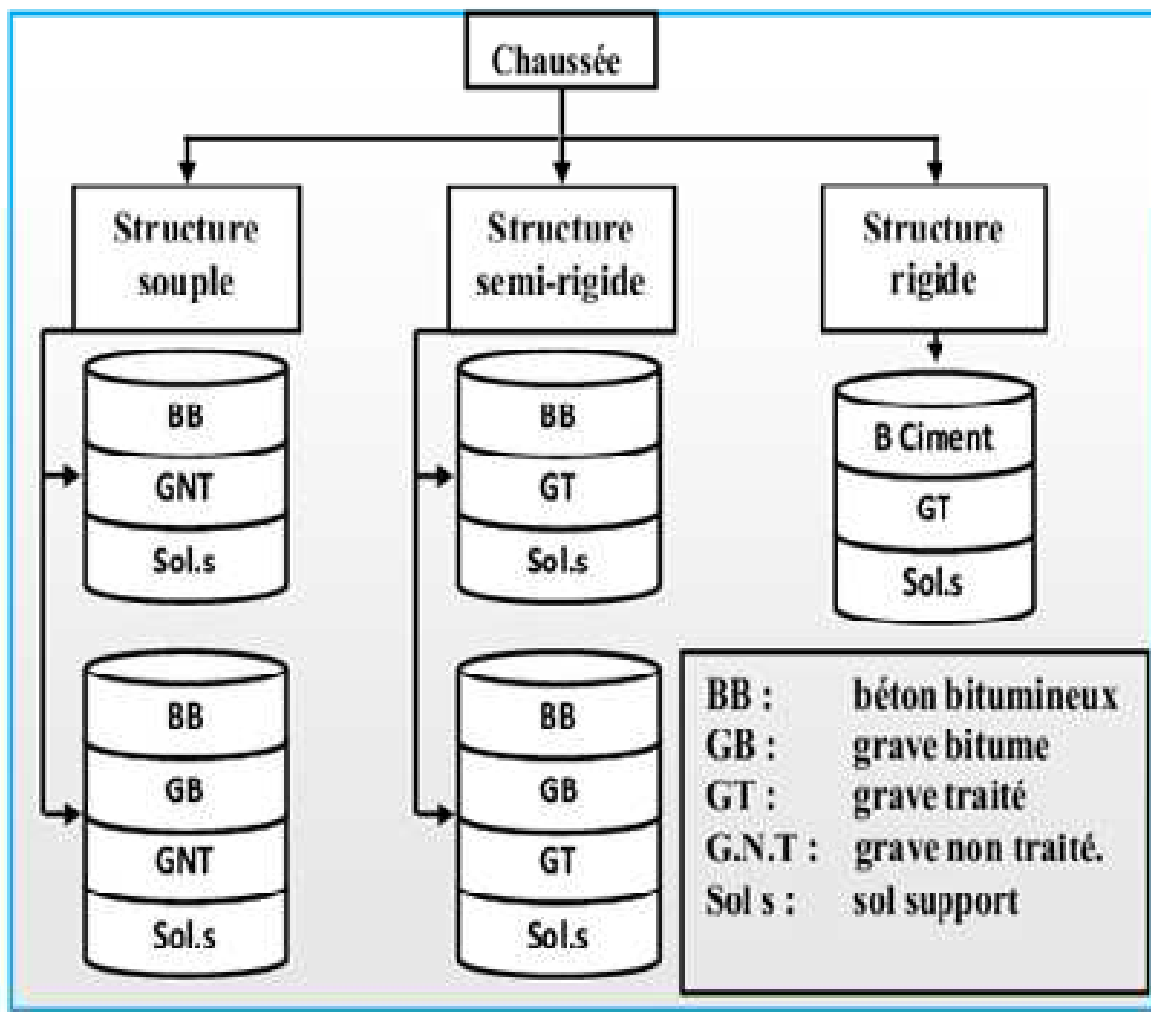 Chaussée
Structure
souple
Structure
semi-rigide
Structure
rigide
BB
GNT
Sol.s
BB
GT
Sol.s
B Ciment
GT
Sol.s
BB
GB
GNT
Sol.s
BB
GB
GT
Sol.s
BB : béton bitumineux
GB : grave bitume
GT : grave traité
G.N.T : grave non traité.
Sol s : sol support